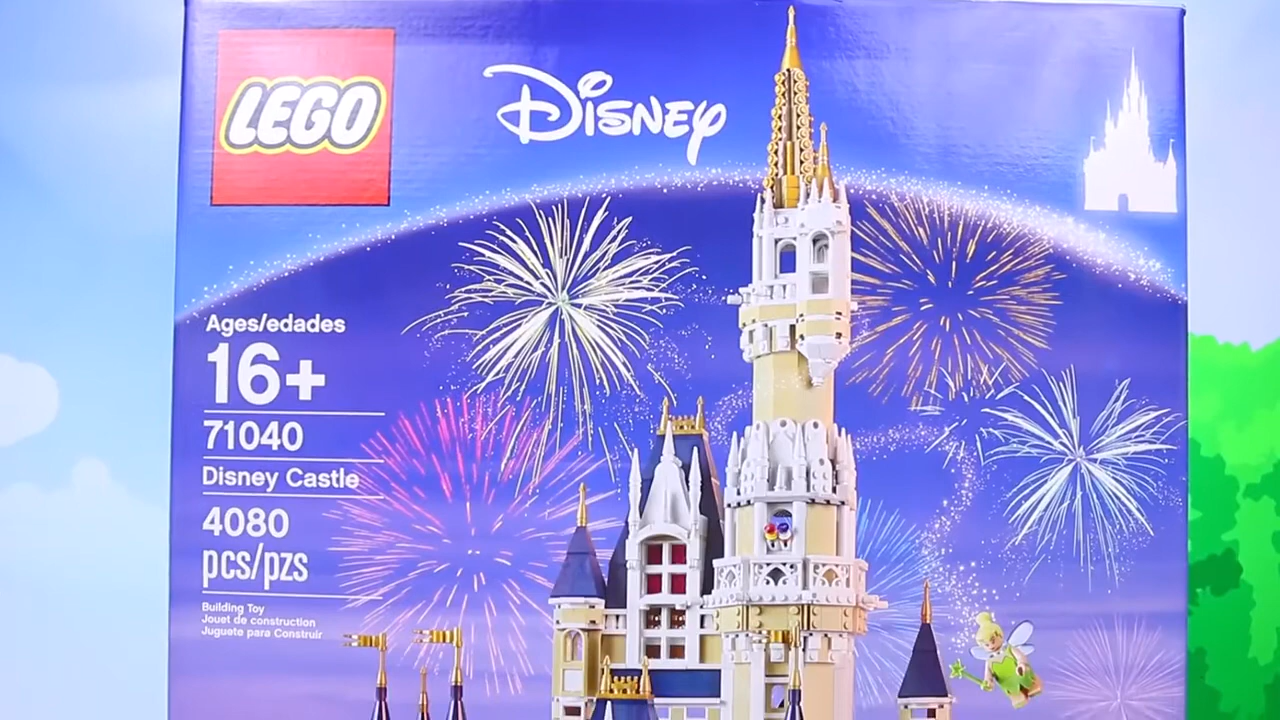 LEGO
Disney
Ages/edades
16+
71040
Disney Castle
4080
pcs/pzs
Building Toy
Jouet de construction
Juguete para Construir